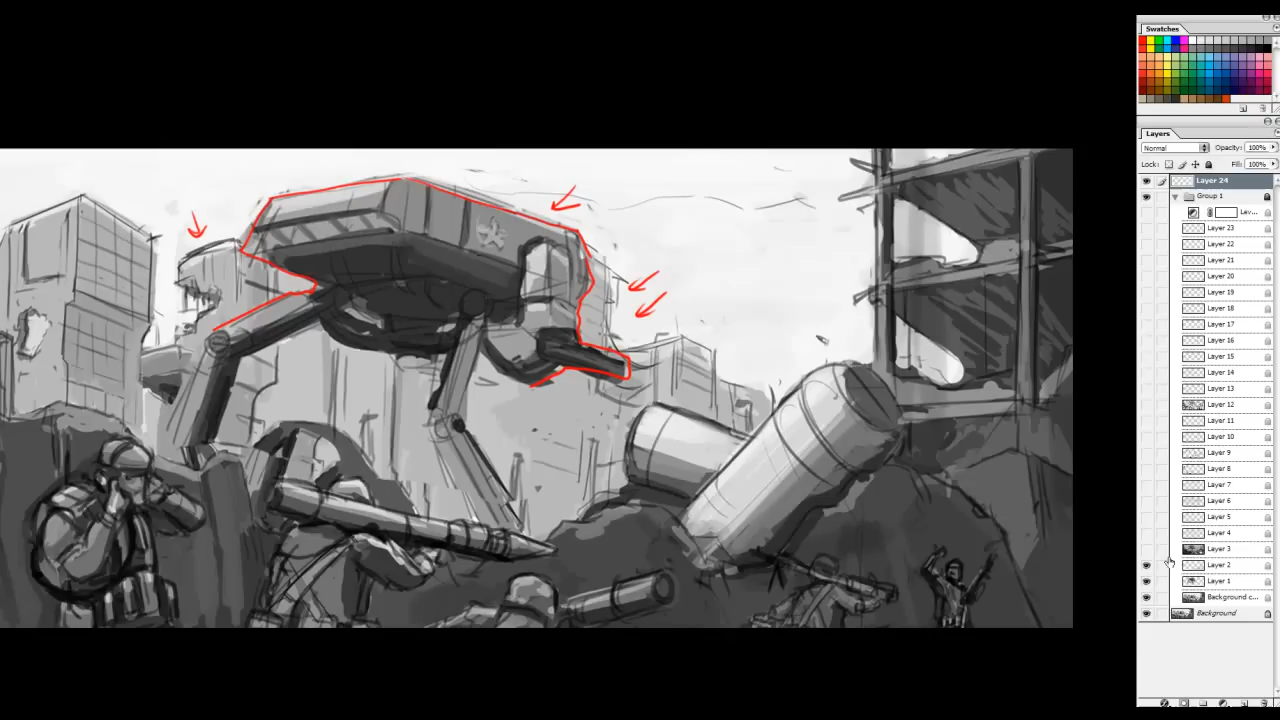 Swatches
Layers
Normal Opacity: 100%
Lock: Fill: 100%
Layer 24
Group 1
Lev...
Layer 23
Layer 22
Layer 21
Layer 20
Layer 19
Layer 18
Layer 17
Layer 16
Layer 15
Layer 14
Layer 13
Layer 12
Layer 11
Layer 10
Layer 9
Layer 8
Layer 7
Layer 6
Layer 5
Layer 4
Layer 3
Layer 2
Layer 1
Background c...
Background